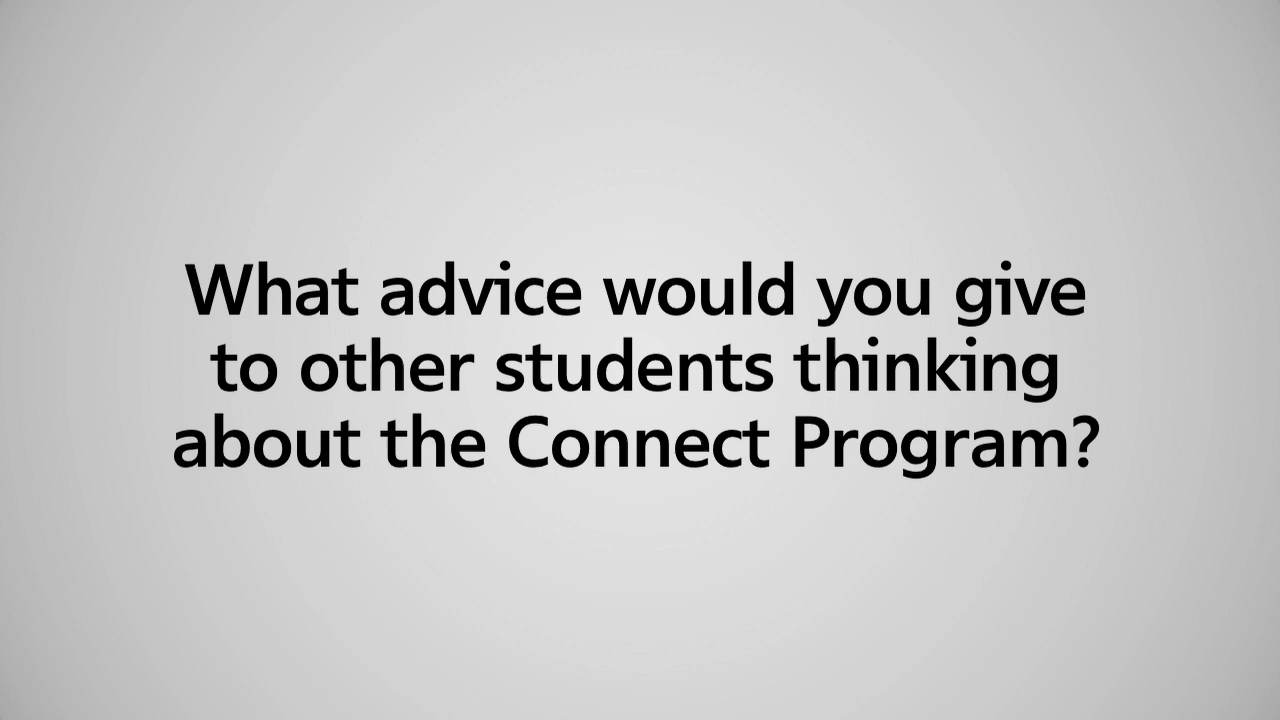 What advice would you give
to other students thinking
about the Connect Program?